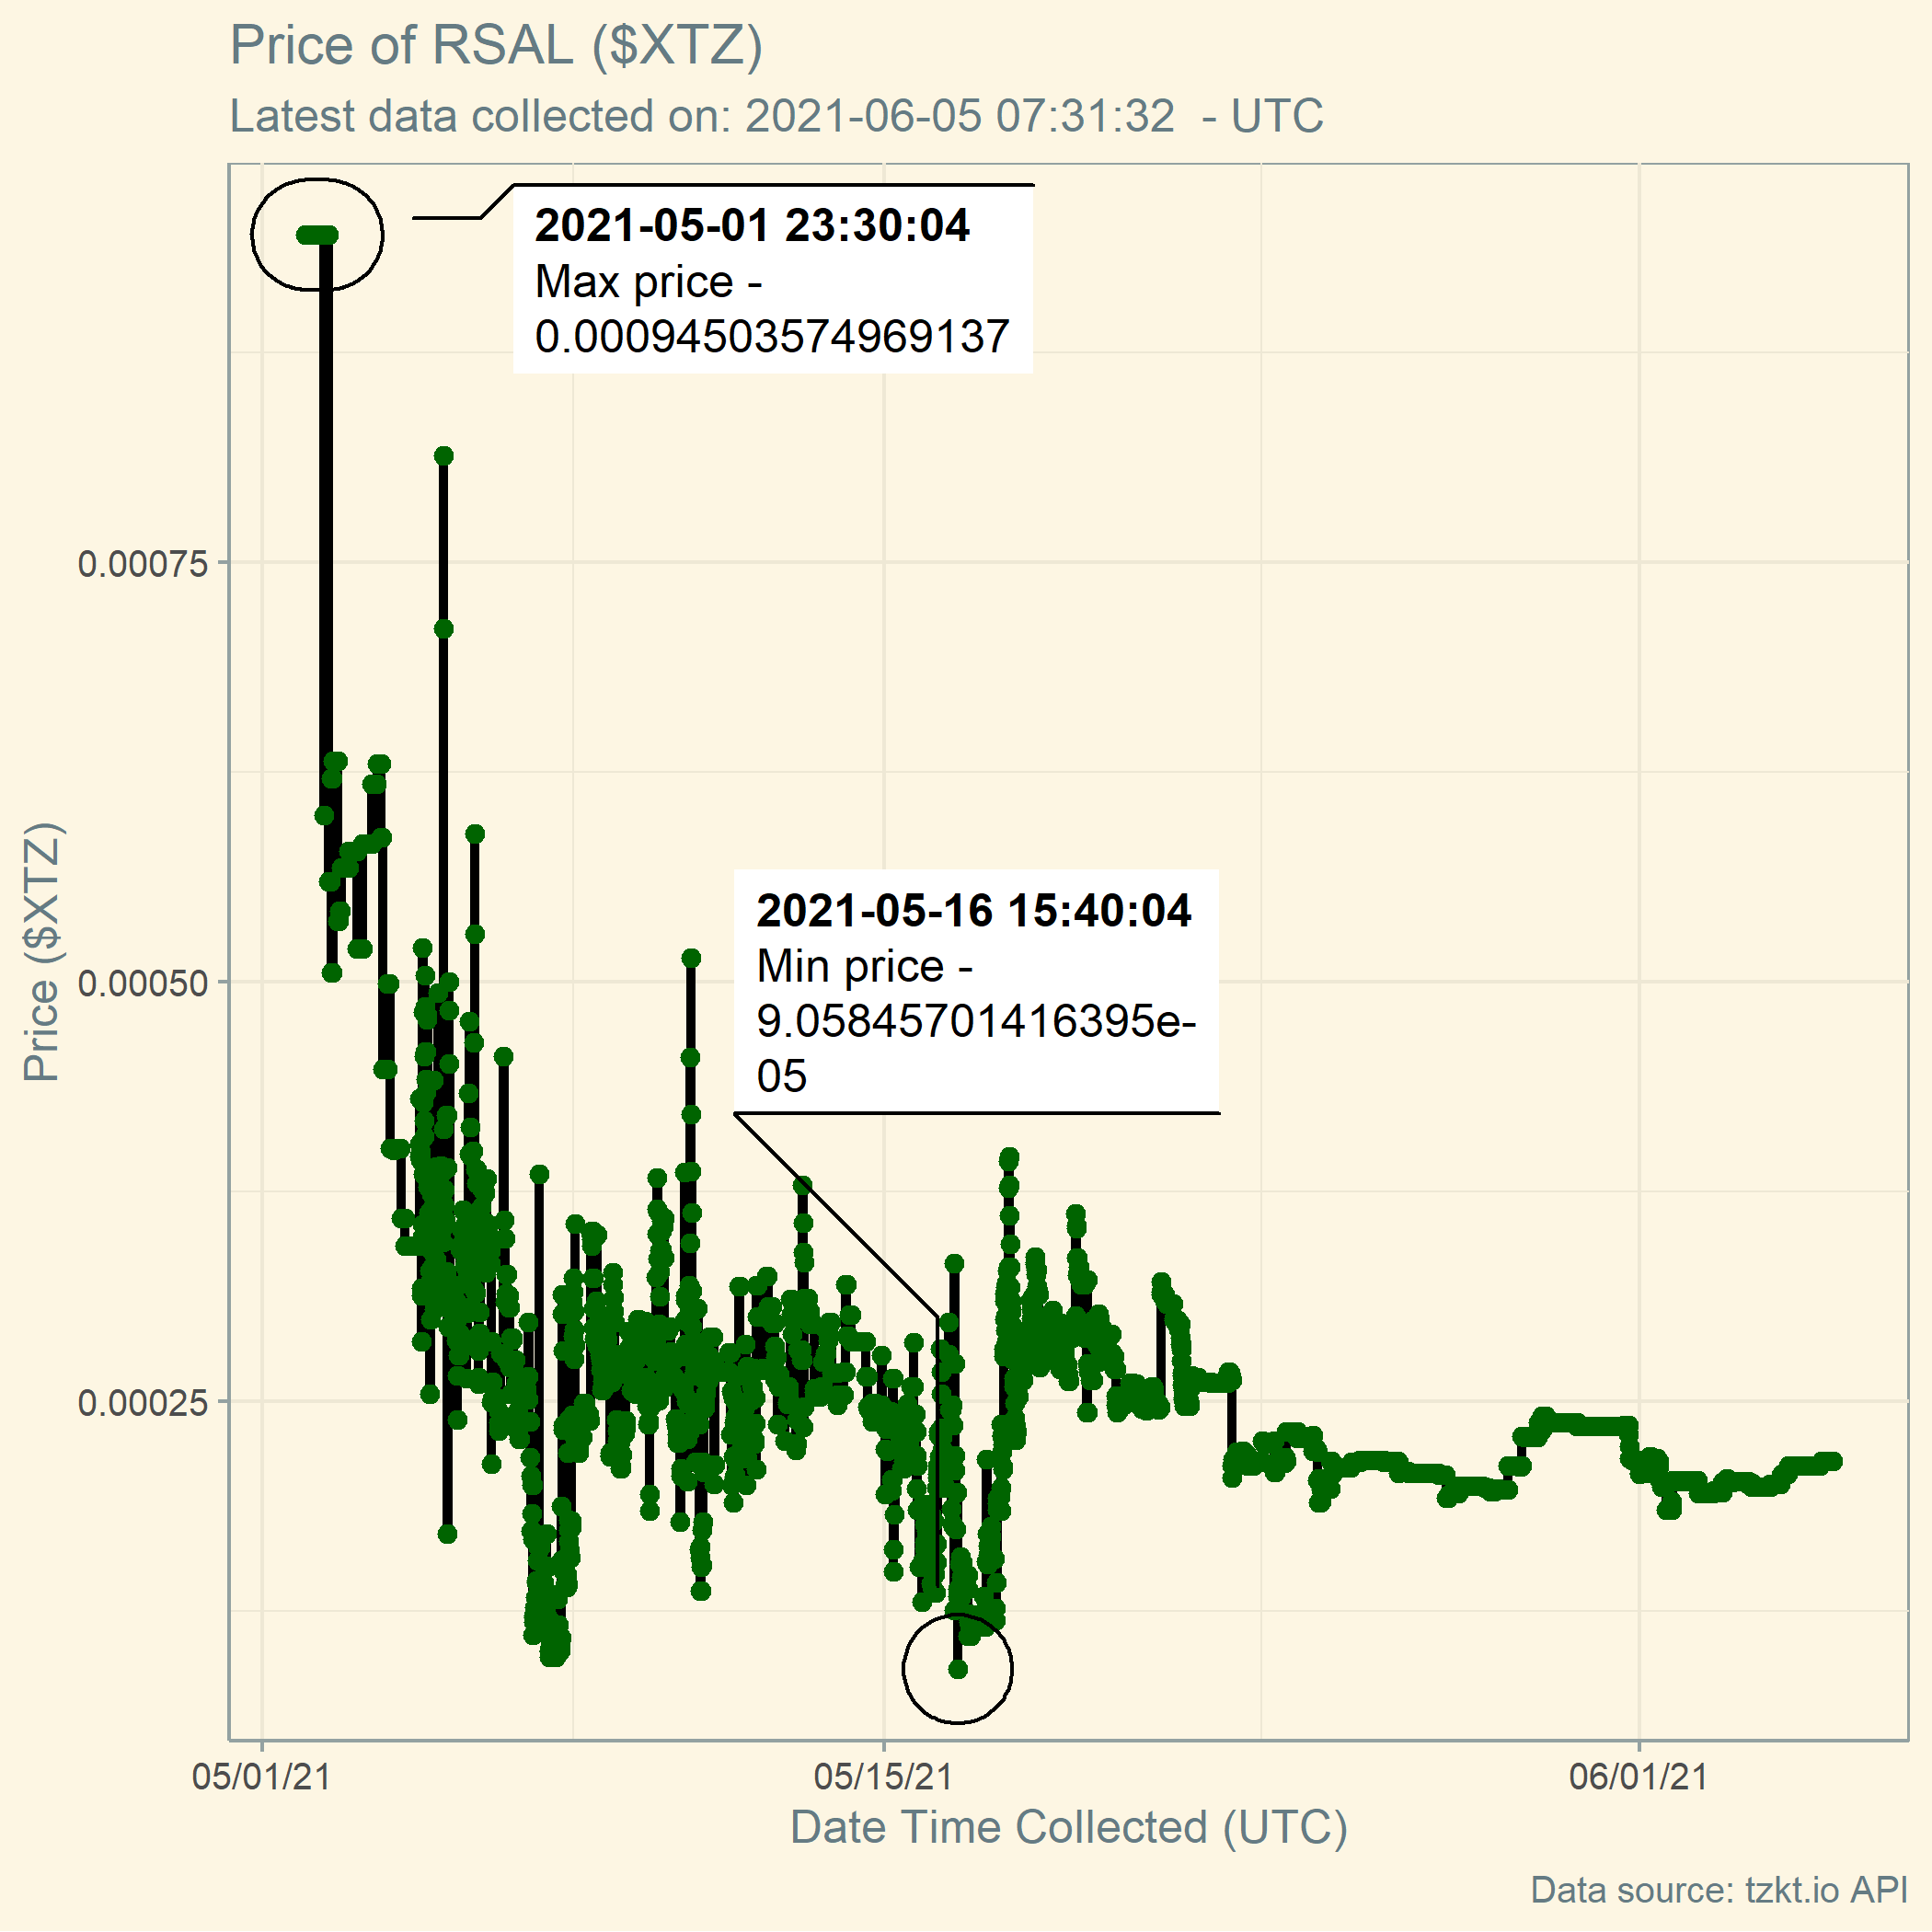 Price of RSAL ($XTZ)
Latest data collected on: 2021-06-05 07:31:32  - UTC
2021-05-01 23:30:04
Max price -
0.000945035749​69137
0.00075
2021-05-16 15:40:04
Min price -
9.05845701416395e-
05
0.00050
0.00025
Price ($XTZ)
05/01/21
05/15/21
06/01/21
Date Time Collected (UTC)
Data source: tzkt.io API